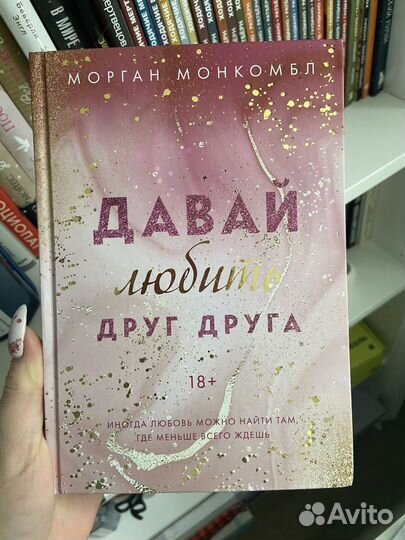 МОРГАН МОНКОМБЛ
ДАВАЙ
любить
ДРУГ ДРУГА
18+
ИНОГДА ЛЮБОВЬ МОЖНО НАЙТИ ТАМ,
ГДЕ МЕНЬШЕ ВСЕГО ЖДЕШЬ
Avito